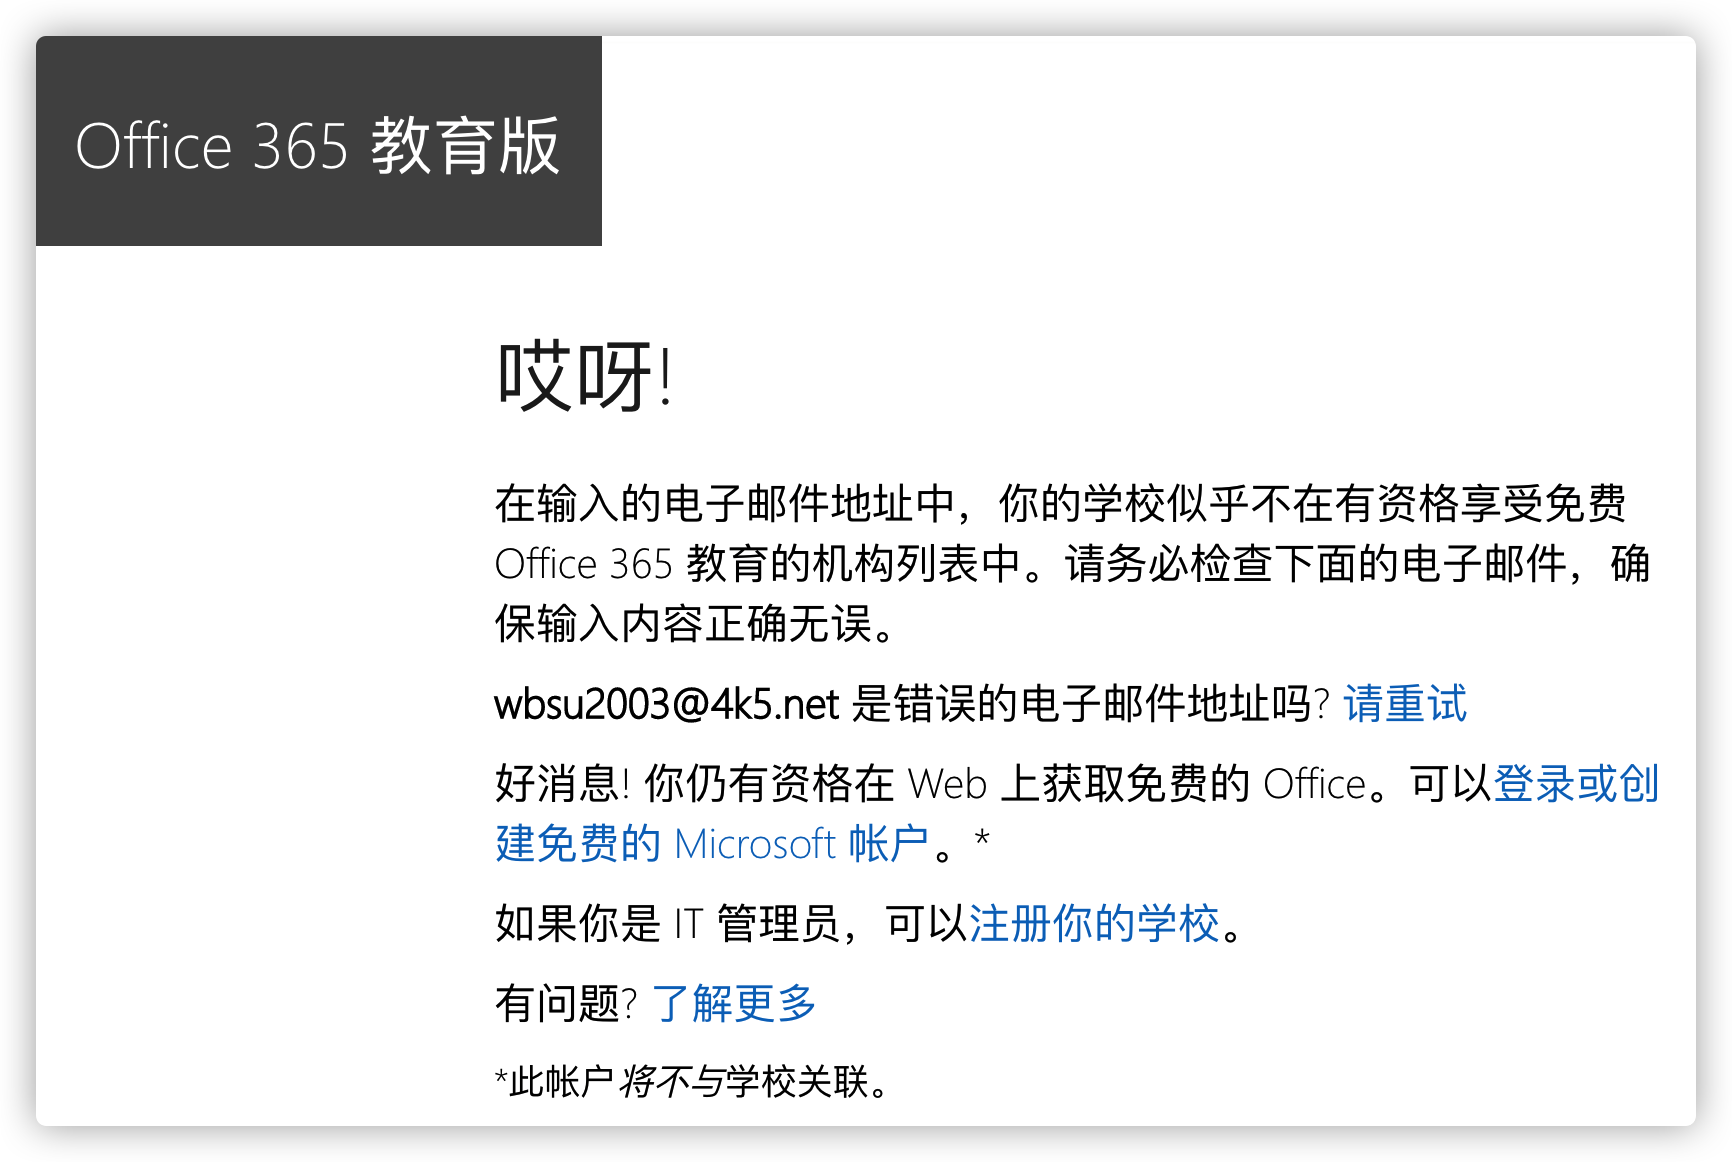 Office 365 教育版
哎呀!
在输入的电子邮件地址中，你的学校似乎不在有资格享受免费
Office 365 教育的机构列表中。请务必检查下面的电子邮件，确
保输入内容正确无误。
wbsu2003@4k5.net 是错误的电子邮件地址吗? 请重试
好消息! 你仍有资格在 Web 上获取免费的 Office。可以登录或创
建免费的 Microsoft 帐户。*
如果你是 IT 管理员，可以注册你的学校。
有问题? 了解更多
*此帐户将不与学校关联。